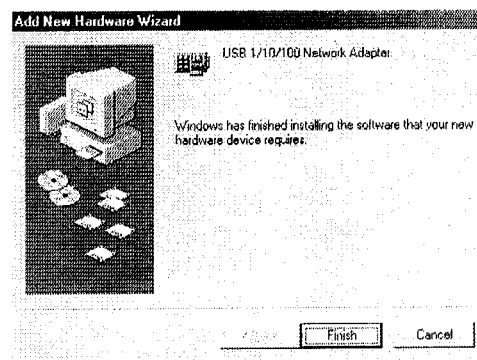 Add New Hardware Wizard
USB 1/10/100 Network Adapter
Windows has finished installing the software that your new
hardware device requires.
Finish
Cancel